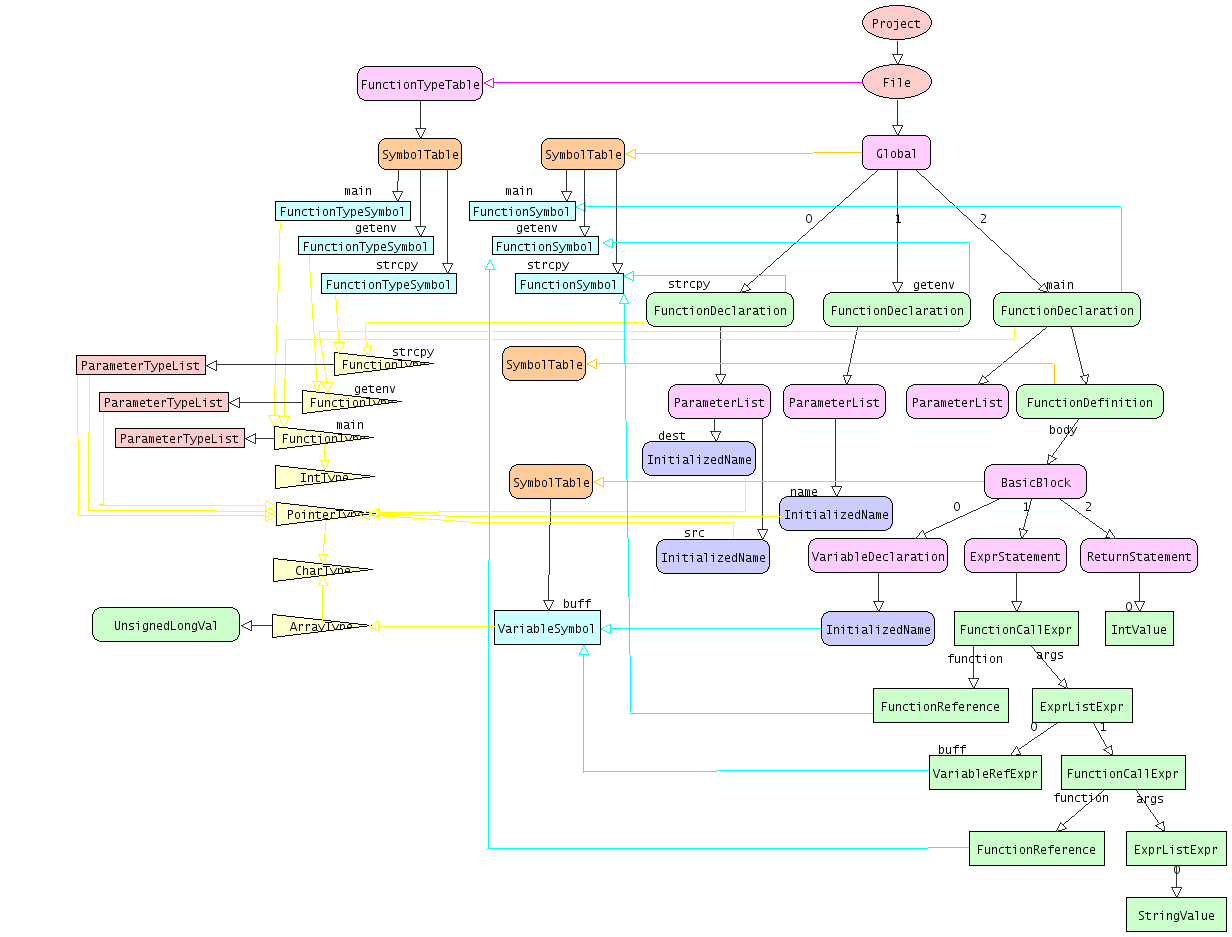 Project
FunctionTypeTable
File
SymbolTable
SymbolTable
Global
main
main
FunctionTypeSymbol
FunctionSymbol
0
1
2
getenv
getenv
FunctionTypeSymbol
FunctionSymbol
strcpy
strcpy
FunctionTypeSymbol
FunctionSymbol
strcpy
getenv
main
FunctionDeclaration
FunctionDeclaration
FunctionDeclaration
strcpy
ParameterTypeList
FunctionType
SymbolTable
getenv
ParameterTypeList
FunctionType
ParameterList
ParameterList
ParameterList
FunctionDefinition
main
ParameterTypeList
FunctionType
dest
body
InitializedName
IntType
SymbolTable
BasicBlock
name
0
1
2
PointerType
InitializedName
src
InitializedName
VariableDeclaration
ExprStatement
ReturnStatement
CharType
buff
0
UnsignedLongVal
ArrayType
VariableSymbol
InitializedName
FunctionCallExpr
IntValue
function
args
FunctionReference
ExprListExpr
0
1
buff
VariableRefExpr
FunctionCallExpr
function
args
FunctionReference
ExprListExpr
0
StringValue